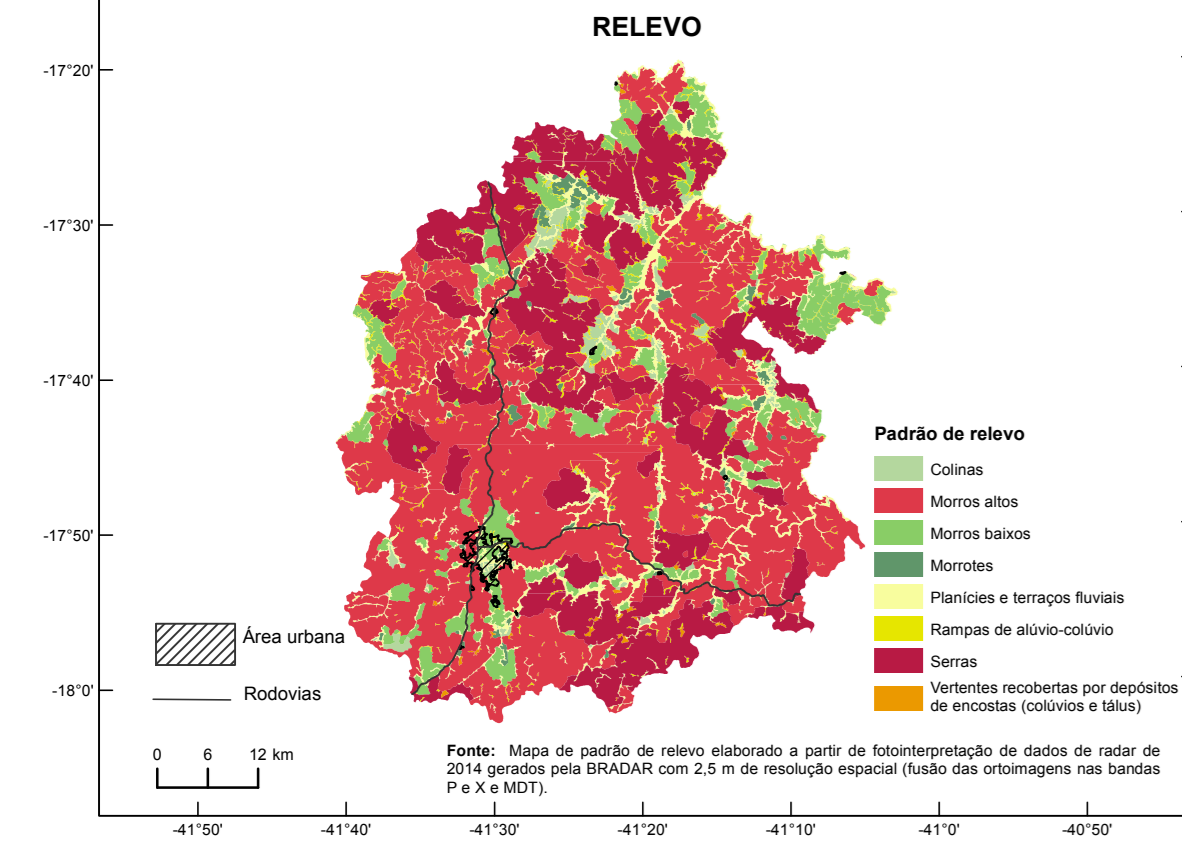 RELEVO
-17°20'
-17°30'
-17°40'
-17°50'
-18°0'
Padrão de relevo
Colinas
Morros altos
Morros baixos
Morrotes
Planícies e terraços fluviais
Rampas de alúvio-colúvio
Serras
Vertentes recobertas por depósitos
de encostas (colúvios e tálus)
Área urbana
Rodovias
0 6 12 km
Fonte: Mapa de padrão de relevo elaborado a partir de fotointerpretação de dados de radar de
2014 gerados pela BRADAR com 2,5 m de resolução espacial (fusão das ortoimagens nas bandas
P e X e MDT).
-41°50' -41°40' -41°30' -41°20' -41°10' -41°0' -40°50'